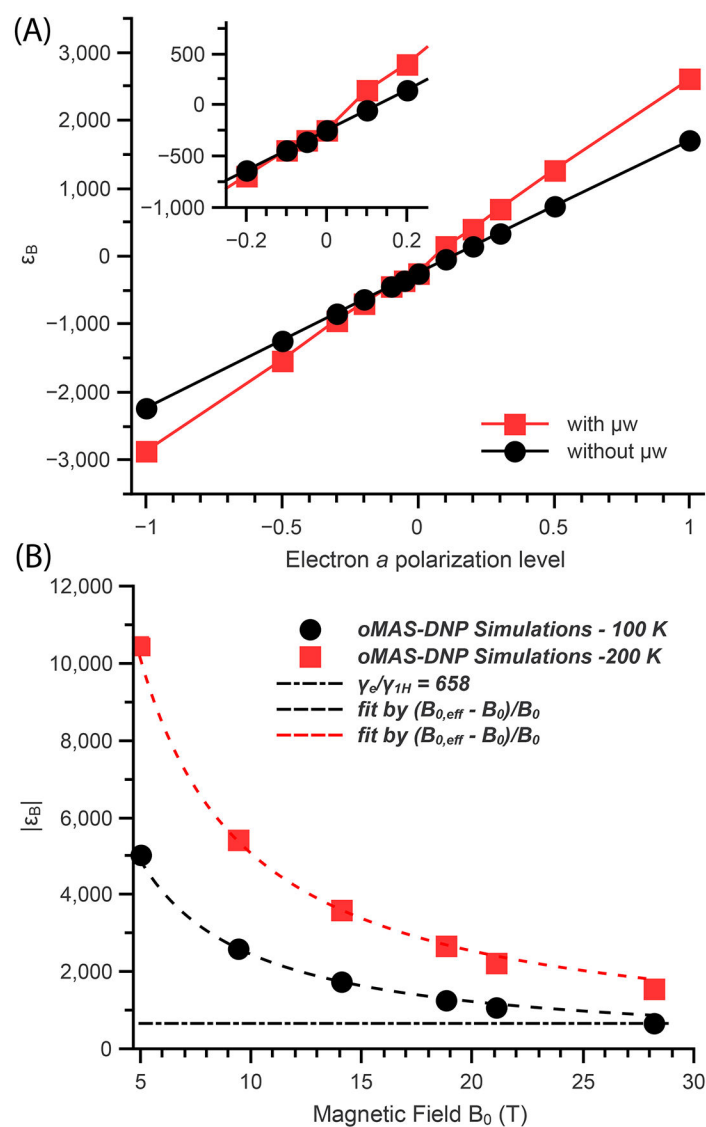 (A)
3,000
2,000
1,000
0
−1,000
−2,000
−3,000
εB
500
0
−500
−1,000
−0.2
0
0.2
with μw
without μw
−1
−0.5
0
0.5
1
Electron a polarization level
(B)
12,000
10,000
8,000
6,000
4,000
2,000
0
|εB|
oMAS-DNP Simulations - 100 K
oMAS-DNP Simulations -200 K
γe/γ1H = 658
fit by (B0,eff - B0)/B0
fit by (B0,eff - B0)/B0
5
10
15
20
25
30
Magnetic Field B0 (T)